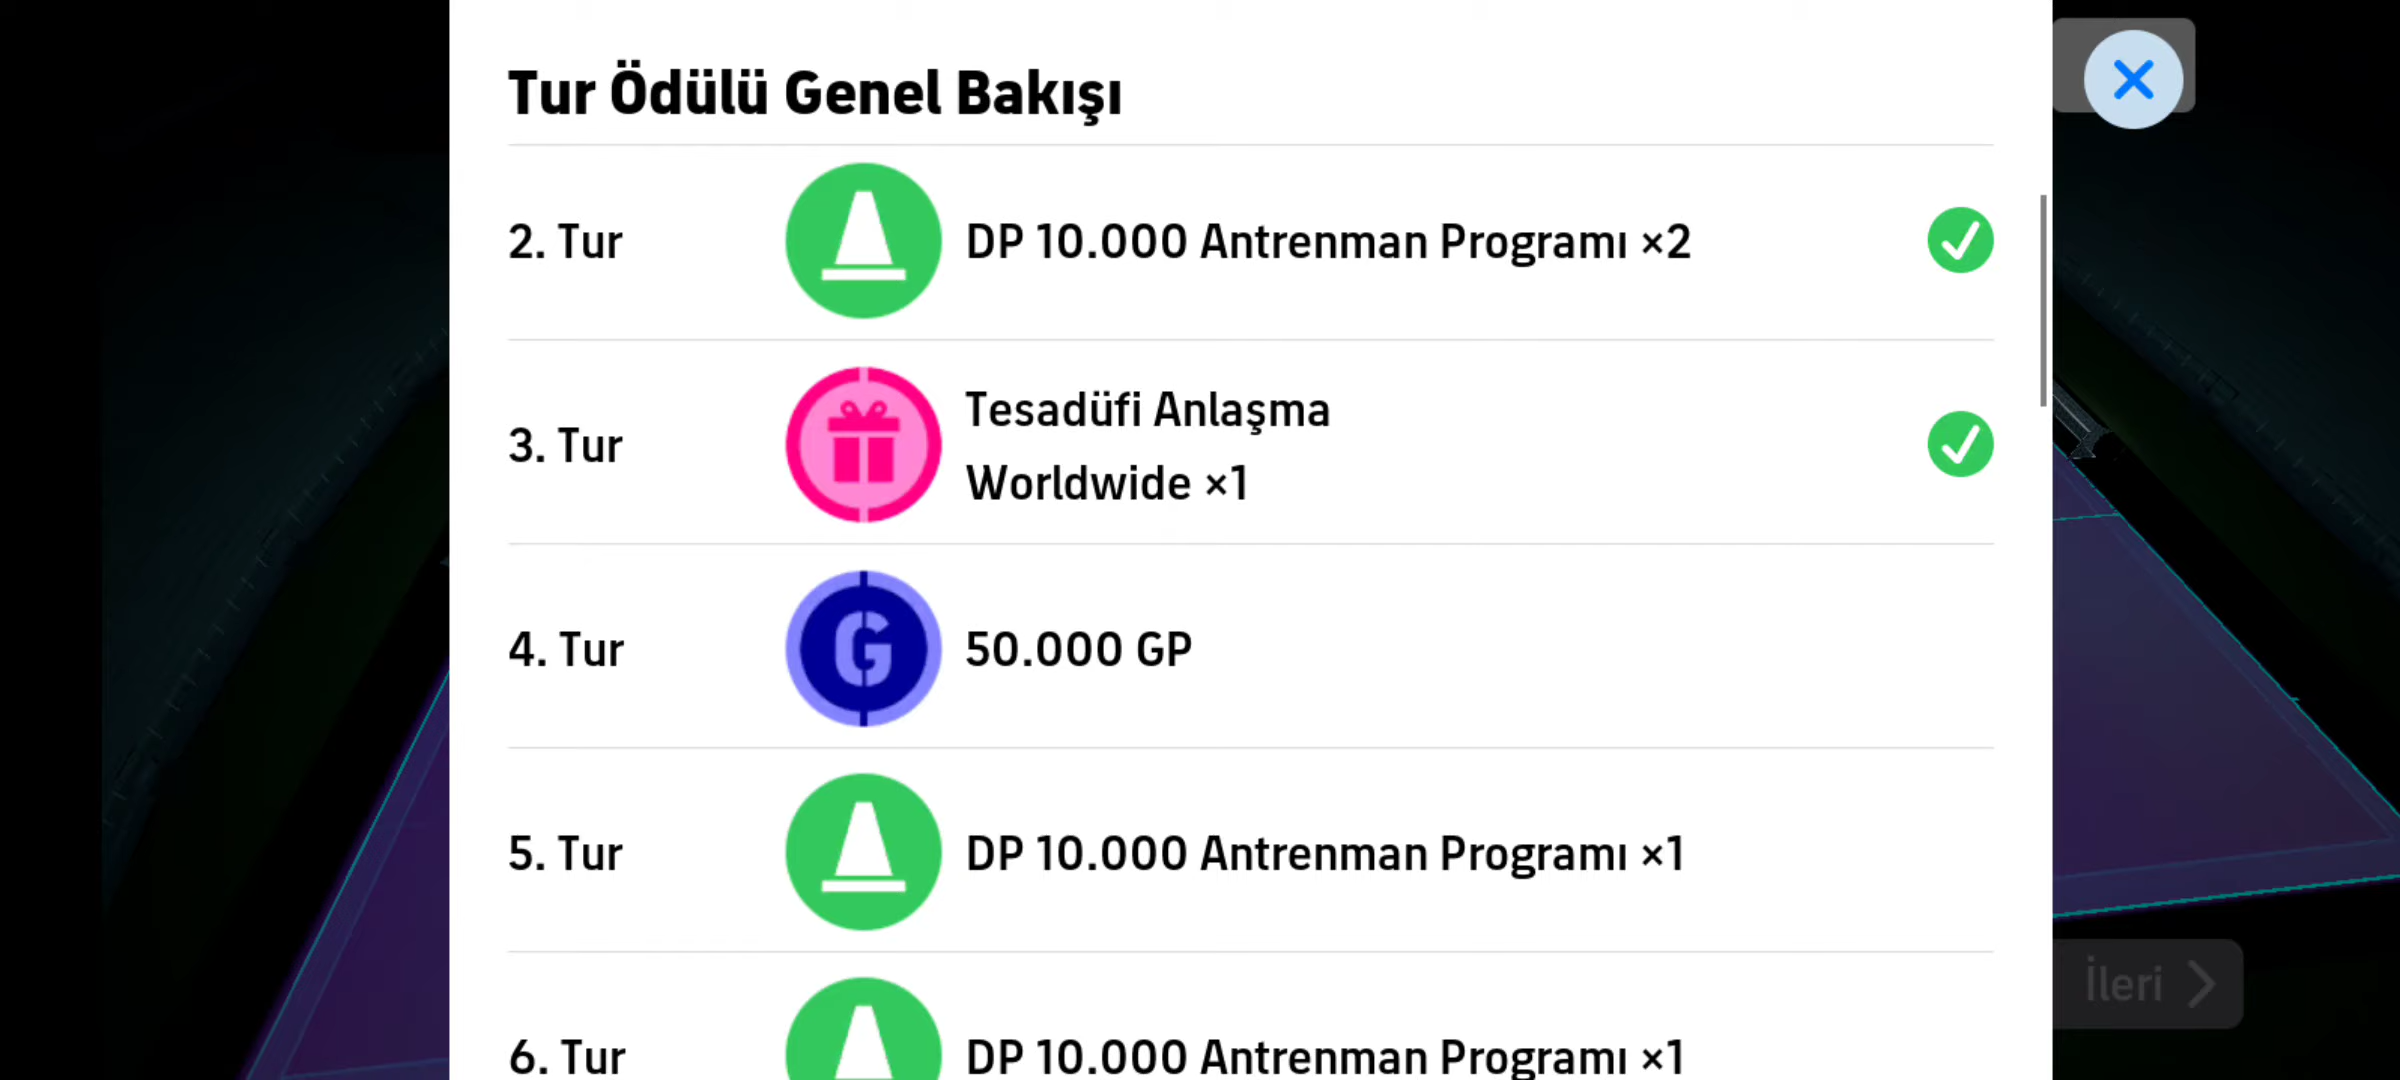 Tur Ödülü Genel Bakışı
2. Tur
DP 10.000 Antrenman Programı ×2
3. Tur
Tesadüfi Anlaşma
Worldwide ×1
4. Tur
G
50.000 GP
5. Tur
DP 10.000 Antrenman Programı ×1
6. Tur
DP 10.000 Antrenman Programı ×1
İleri